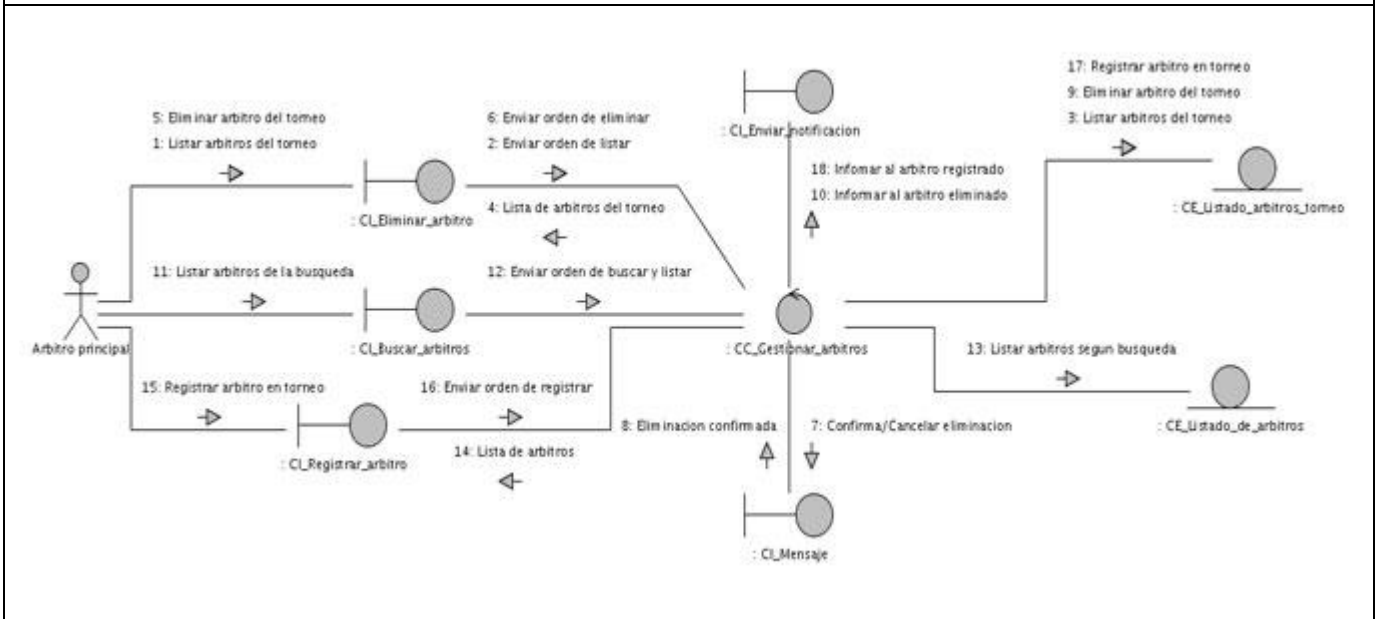 17: Registrar arbitro en torneo
9: Eliminar arbitro del torneo
3: Listar arbitros del torneo
5: Eliminar arbitro del torneo
1: Listar arbitros del torneo
6: Enviar orden de eliminar
2: Enviar orden de listar
: CI_Enviar_notificacion
18: Infomar al arbitro registrado
10: Informar al arbitro eliminado
4: Lista de arbitros del torneo
: CI_Eliminar_arbitro
: CE_Listado_arbitros_torneo
11: Listar arbitros de la busqueda
12: Enviar orden de buscar y listar
Arbitro principal
: CI_Buscar_arbitros
: CC_Gestionar_arbitros
13: Listar arbitros segun busqueda
15: Registrar arbitro en torneo
16: Enviar orden de registrar
8: Eliminacion confirmada
7: Confirma/Cancelar eliminacion
: CE_Listado_de_arbitros
14: Lista de arbitros
: CI_Registrar_arbitro
: CI_Mensaje